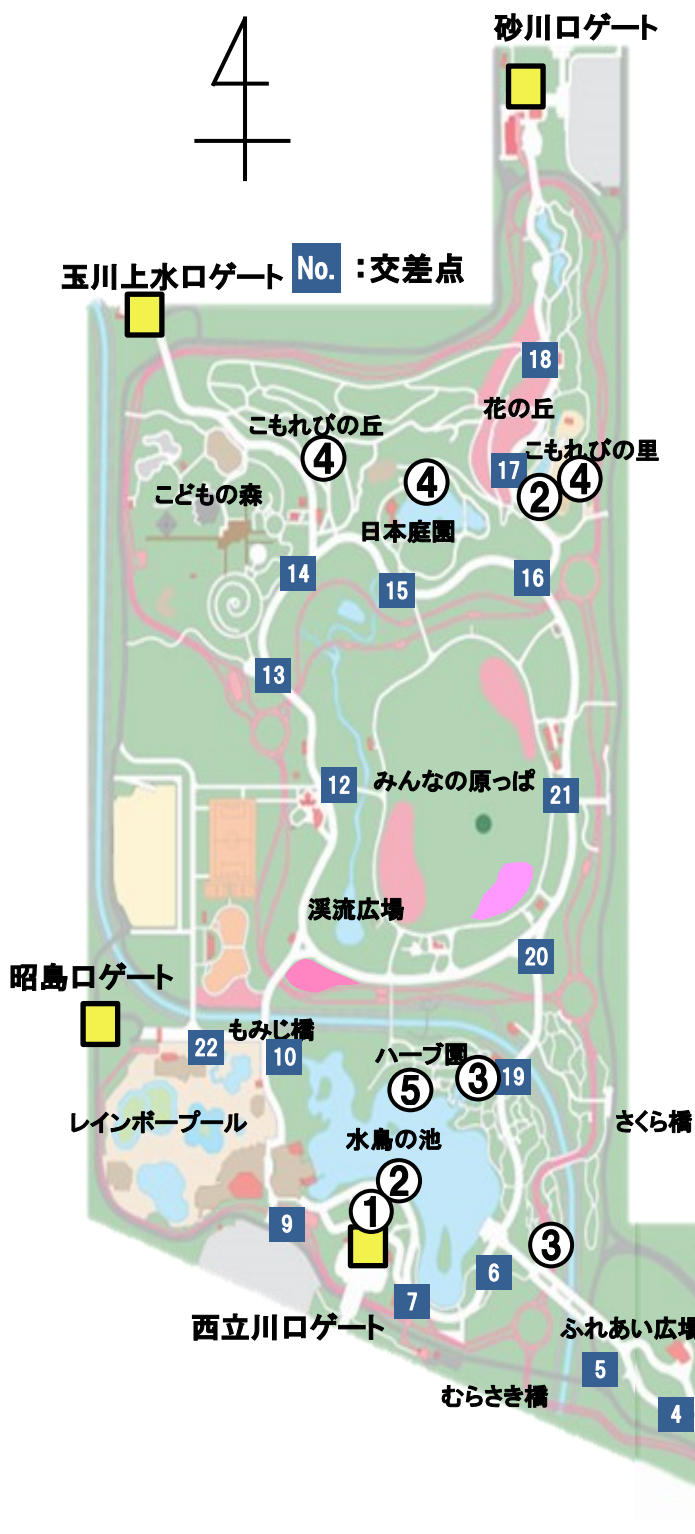 砂川口ゲート
玉川上水口ゲート
No. :交差点
18
花の丘
こもれびの丘
こもれびの里
④
17
④
④
②
こどもの森
日本庭園
14
15
16
13
12
みんなの原っぱ
21
渓流広場
20
昭島口ゲート
もみじ橋
22
10
ハーブ園
③
19
⑤
レインボープール
さくら橋
水鳥の池
②
①
9
③
6
7
西立川口ゲート
ふれあい広場
5
むらさき橋
4